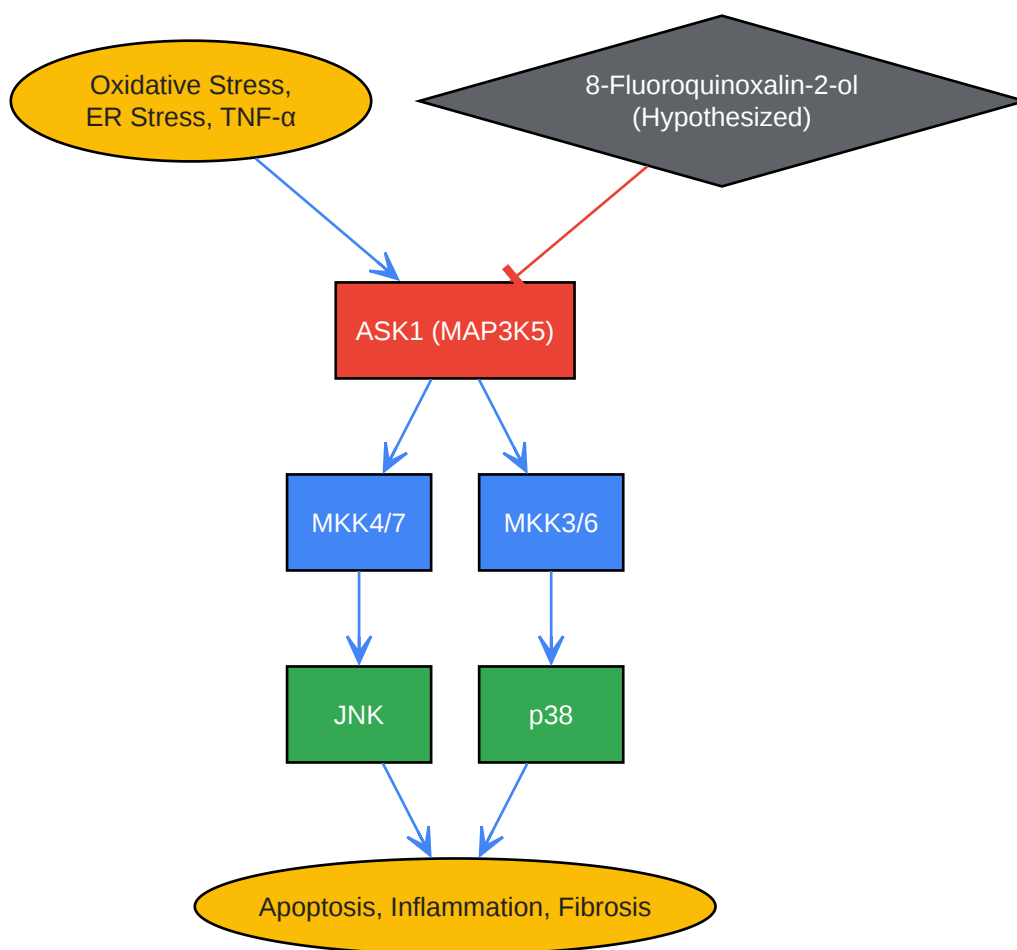 Oxidative Stress,
ER Stress, TNF-α
8-Fluoroquinoxalin-2-ol
(Hypothesized)
ASK1 (MAP3K5)
MKK4/7
MKK3/6
JNK
p38
Apoptosis, Inflammation, Fibrosis